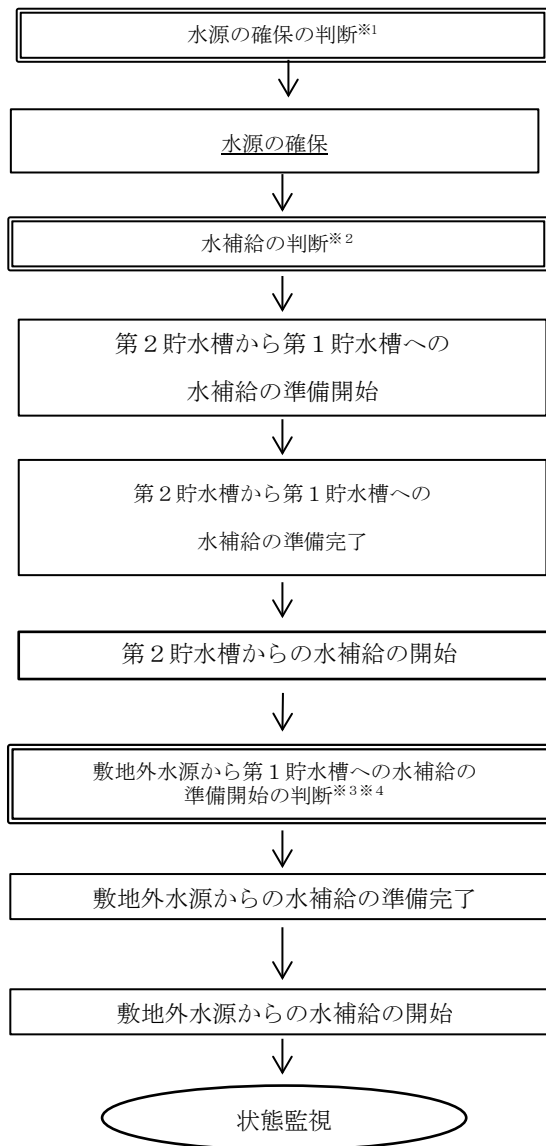 水源の確保の判断※1
水源の確保
水補給の判断※2
第2貯水槽から第1貯水槽への
水補給の準備開始
第2貯水槽から第1貯水槽への
水補給の準備完了
第2貯水槽からの水補給の開始
敷地外水源から第1貯水槽への水補給の
準備開始の判断※3※4
敷地外水源からの水補給の準備完了
敷地外水源からの水補給の開始
状態監視